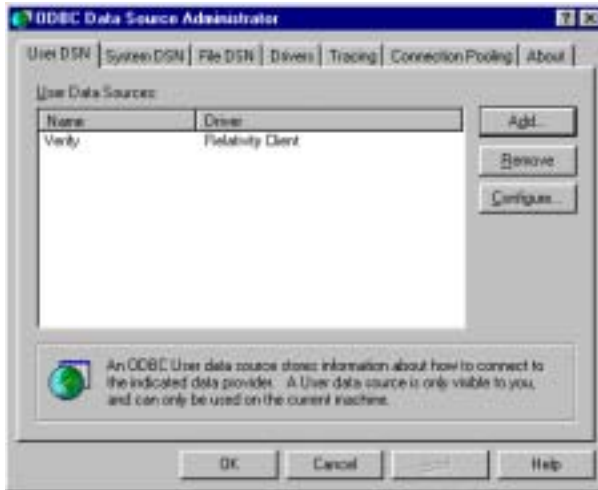 ODBC Data Source Administrator
User DSN System DSN File DSN Drivers Tracing Connection Pooling About
User Data Sources:
Name Driver
Verify Relativity Client
Add...
Remove
Configure...
An ODBC User data source stores information about how to connect to
the indicated data provider. A User data source is only visible to you,
and can only be used on the current machine.
OK Cancel Help